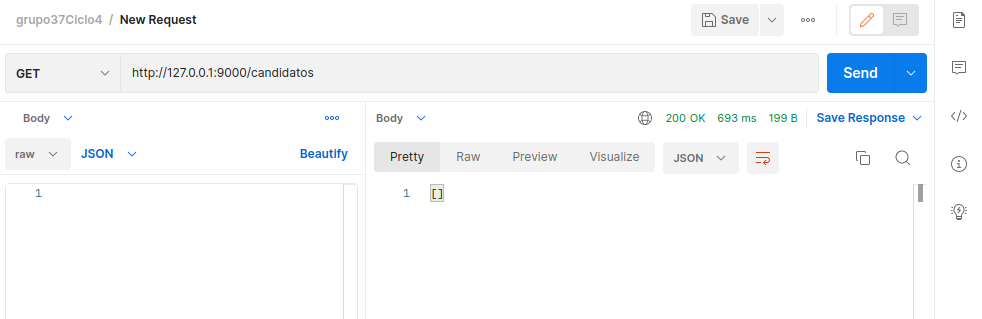 grupo37Ciclo4 / New Request
Save
GET
http://127.0.0.1:9000/candidatos
Send
Body
raw
JSON
Beautify
1
Body
200 OK 693 ms 199 B
Save Response
Pretty Raw Preview Visualize
JSON
1 []